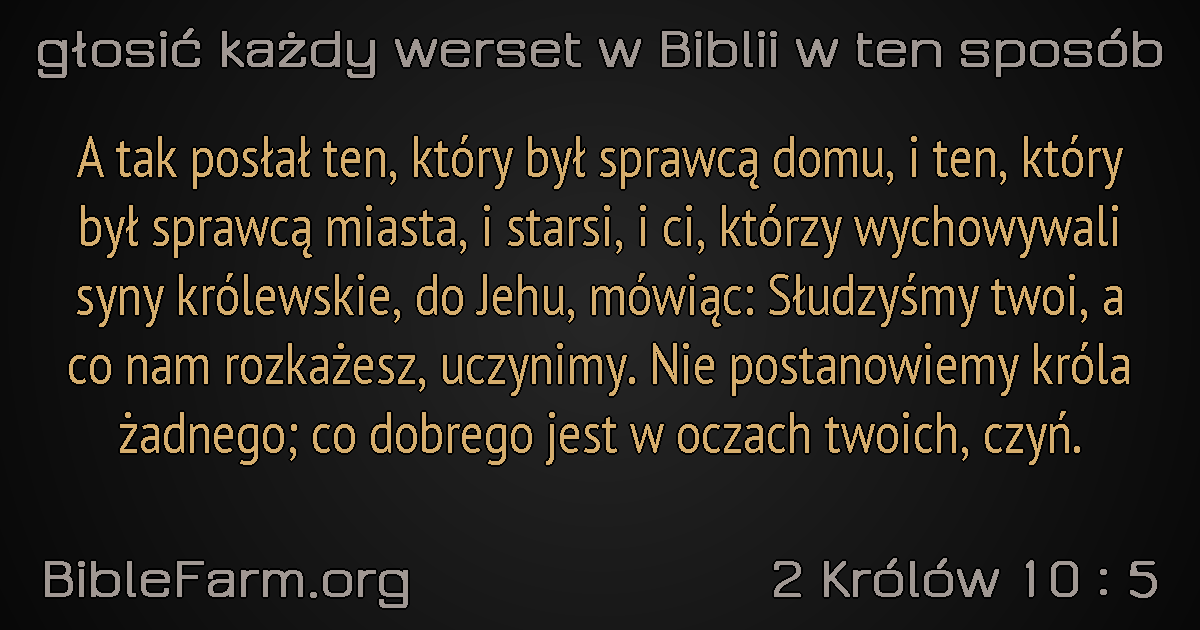 głosić każdy werset w Biblii w ten sposób
A tak posłał ten, który był sprawcą domu, i ten, który
był sprawcą miasta, i starsi, i ci, którzy wychowywali
syny królewskie, do Jehu, mówiąc: Słudzyśmy twoi, a
co nam rozkażesz, uczynimy. Nie postanowiemy króla
żadnego; co dobrego jest w oczach twoich, czyń.
BibleFarm.org
2 Królów 10 : 5